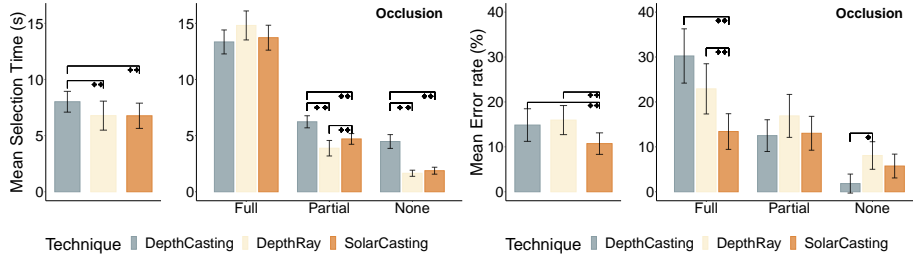 Mean Selection Time (s)
15
10
5
0
15
10
5
0
Occlusion
Full Partial None
Technique DepthCasting DepthRay SolarCasting
Mean Error rate (%)
40
30
20
10
0
40
30
20
10
0
Occlusion
Full Partial None
Technique DepthCasting DepthRay SolarCasting